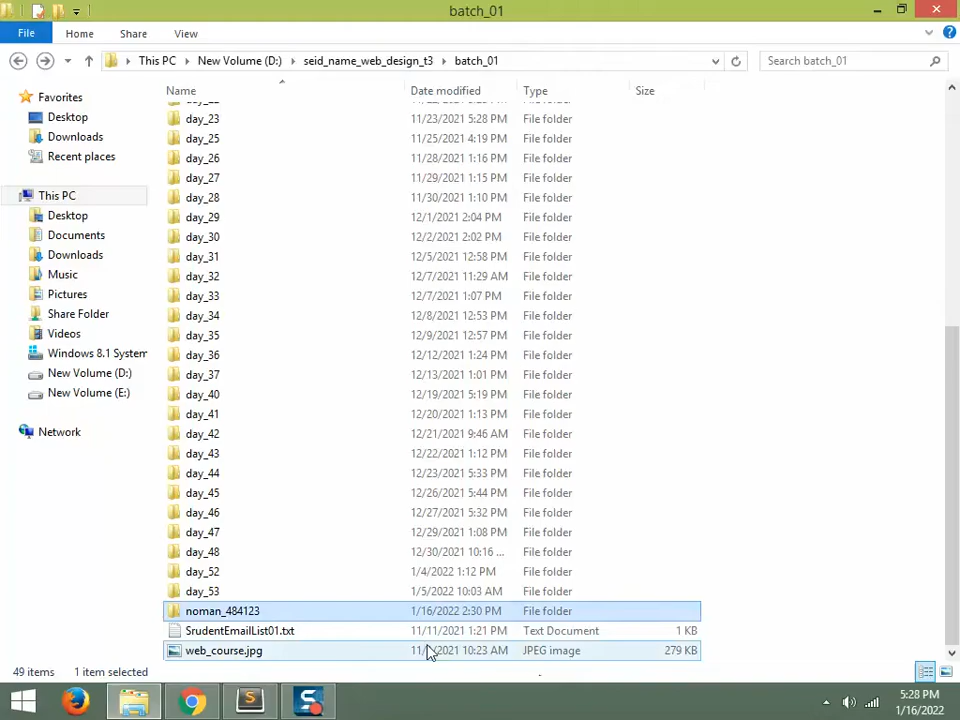 batch_01
File Home Share View
This PC New Volume (D:) seid_name_web_design_t3 batch_01 Search batch_01
Name Date modified Type Size
Favorites
Desktop
Downloads
Recent places
This PC
Desktop
Documents
Downloads
Music
Pictures
Share Folder
Videos
Windows 8.1 System
New Volume (D:)
New Volume (E:)
Network
day_23 11/23/2021 5:28 PM File folder
day_25 11/25/2021 4:19 PM File folder
day_26 11/28/2021 1:16 PM File folder
day_27 11/29/2021 1:15 PM File folder
day_28 11/30/2021 1:10 PM File folder
day_29 12/1/2021 2:04 PM File folder
day_30 12/2/2021 2:02 PM File folder
day_31 12/5/2021 12:58 PM File folder
day_32 12/7/2021 11:29 AM File folder
day_33 12/7/2021 1:07 PM File folder
day_34 12/8/2021 12:53 PM File folder
day_35 12/9/2021 12:57 PM File folder
day_36 12/12/2021 1:24 PM File folder
day_37 12/13/2021 1:01 PM File folder
day_40 12/19/2021 5:19 PM File folder
day_41 12/20/2021 1:13 PM File folder
day_42 12/21/2021 9:46 AM File folder
day_43 12/22/2021 1:12 PM File folder
day_44 12/23/2021 5:33 PM File folder
day_45 12/26/2021 5:44 PM File folder
day_46 12/27/2021 5:32 PM File folder
day_47 12/29/2021 1:08 PM File folder
day_48 12/30/2021 10:16 ... File folder
day_52 1/4/2022 1:12 PM File folder
day_53 1/5/2022 10:03 AM File folder
noman_484123 1/16/2022 2:30 PM File folder
SrudentEmailList01.txt 11/11/2021 1:21 PM Text Document 1 KB
web_course.jpg 10:23 AM JPEG image 279 KB
49 items 1 item selected
5:28 PM
1/16/2022